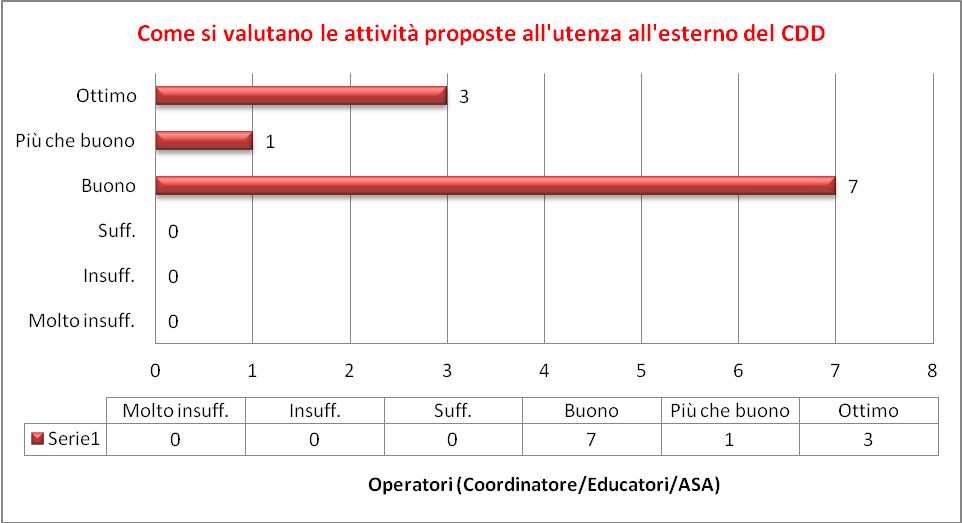 Come si valutano le attività proposte all'utenza all'esterno del CDD
Ottimo 3
Più che buono 1
Buono 7
Suff. 0
Insuff. 0
Molto insuff. 0
0 1 2 3 4 5 6 7 8
Molto insuff. Insuff. Suff. Buono Più che buono Ottimo
Serie1 0 0 0 7 1 3
Operatori (Coordinatore/Educatori/ASA)